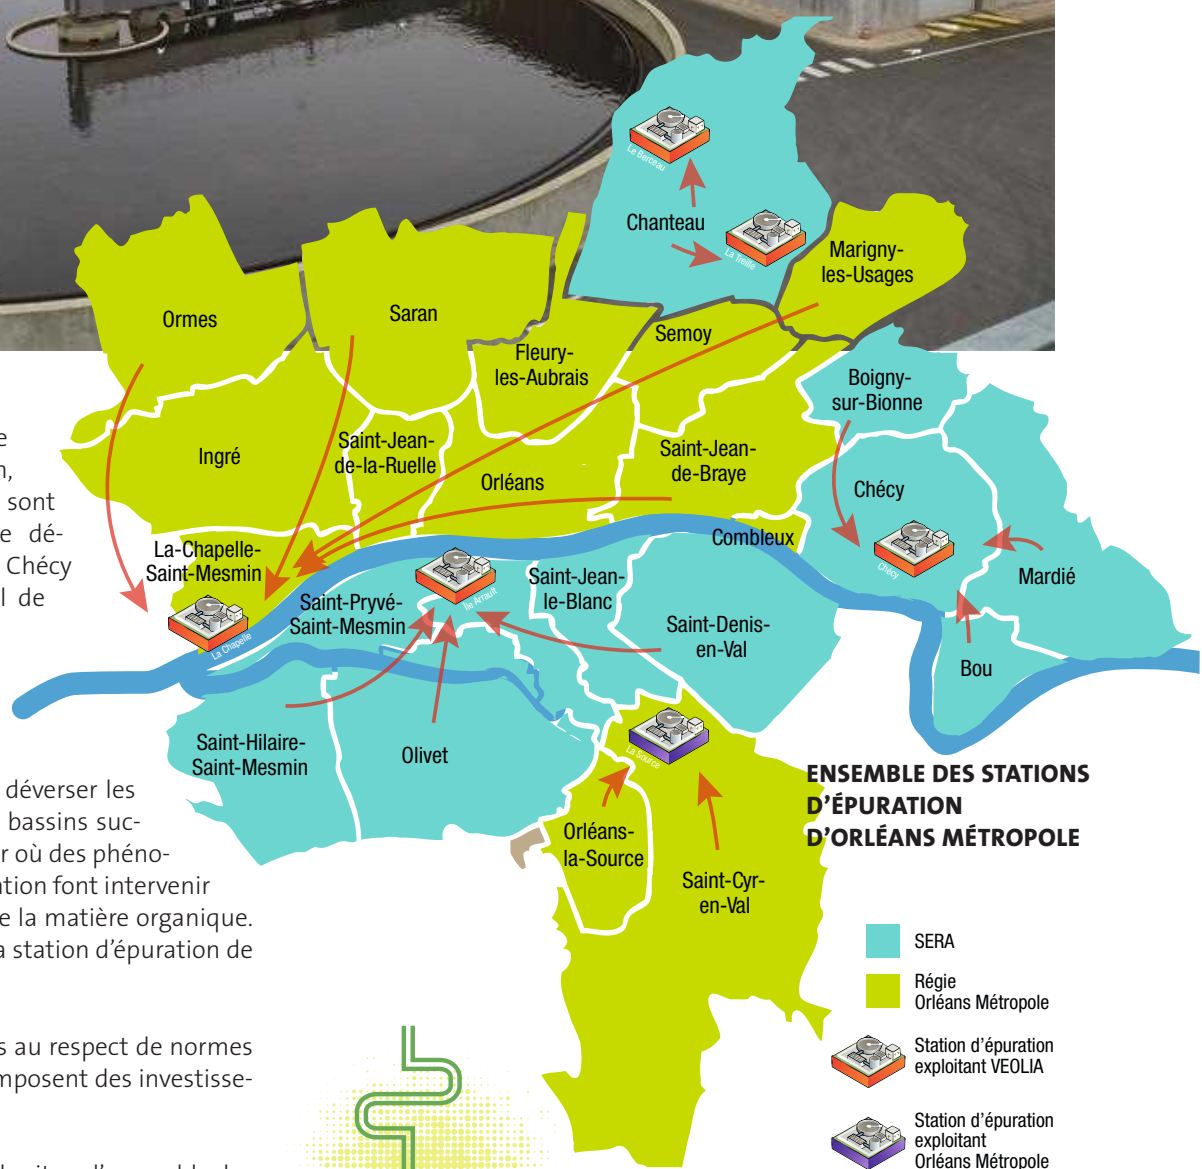 Le Berceau
Chanteau
La Treille
Marigny-
les-Usages
Ormes
Saran
Semoy
Fleury-
les-Aubrais
Boigny-
sur-Bionne
Ingré
Saint-Jean-
de-la-Ruelle
Orléans
Saint-Jean-
de-Braye
Chécy
Combleux
Chécy
Mardié
La-Chapelle-
Saint-Mesmin
La Chapelle
Saint-Pryvé-
Saint-Mesmin
Île Arrault
Saint-Jean-
le-Blanc
Saint-Denis-
en-Val
Bou
Saint-Hilaire-
Saint-Mesmin
Olivet
La Source
Orléans-
la-Source
Saint-Cyr-
en-Val
e
n,
sont
e dé-
Chécy
l de
déverser les
bassins suc-
r où des phéno-
ation font intervenir
e la matière organique.
a station d'épuration de
s au respect de normes
mposent des investisse-
ENSEMBLE DES STATIONS
D'ÉPURATION
D'ORLÉANS MÉTROPOLE
SERA
Régie
Orléans Métropole
Station d'épuration
exploitant VEOLIA
Station d'épuration
exploitant
Orléans Métropole